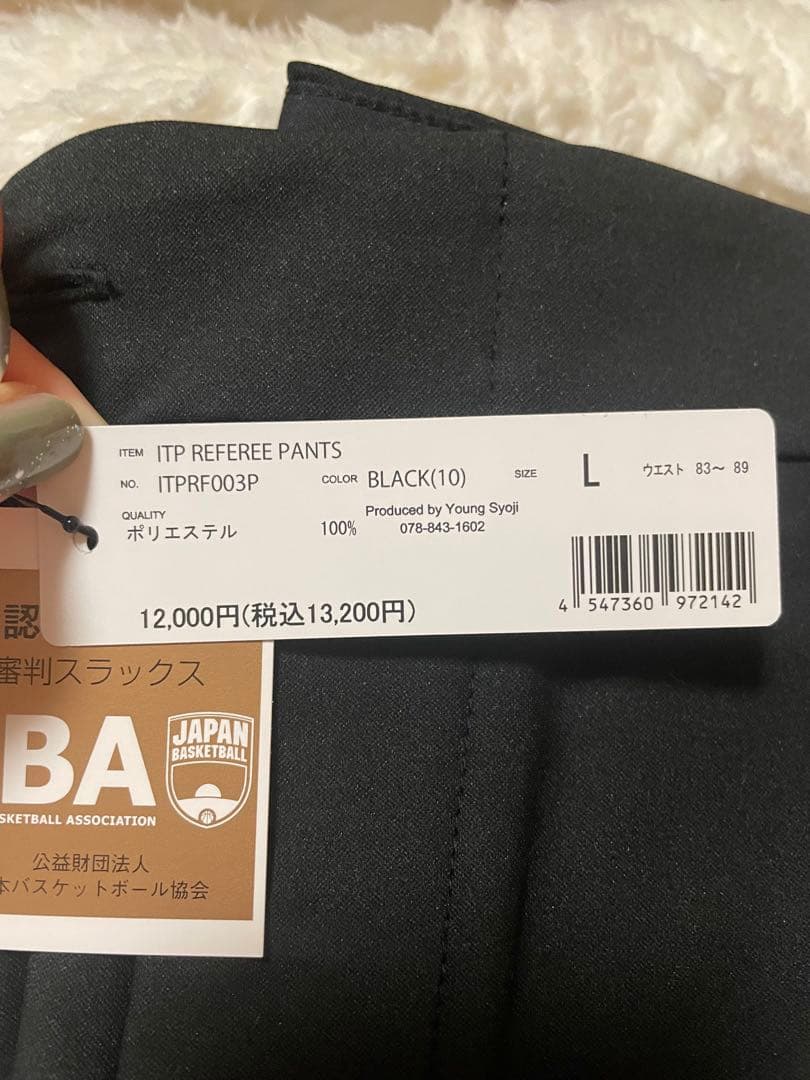 ITEM ITP REFEREE PANTS
NO. ITPRF003P COLOR BLACK(10) SIZE L ウエスト 83〜 89
QUALITY
ポリエステル 100%
Produced by Young Syoji
078-843-1602
12,000円(税込13,200円)
4 547360 972142
認
審判スラックス
BA
JAPAN
BASKETBALL
SKETBALL ASSOCIATION
公益財団法人
本バスケットボール協会